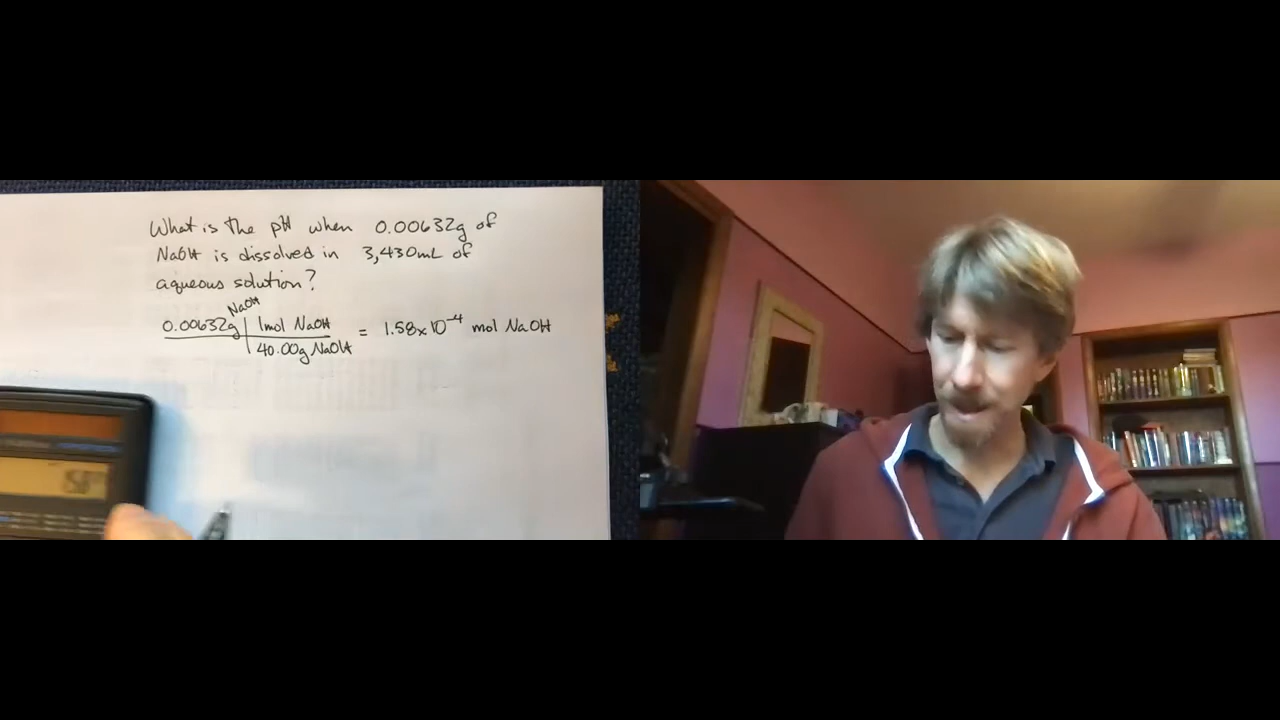 What is the pH when 0.00632g of
NaOH is dissolved in 3,430mL of
aqueous solution?
NaOH
0.00632g | 1mol NaOH = 1.58x10⁻⁴ mol NaOH
40.00g NaOH